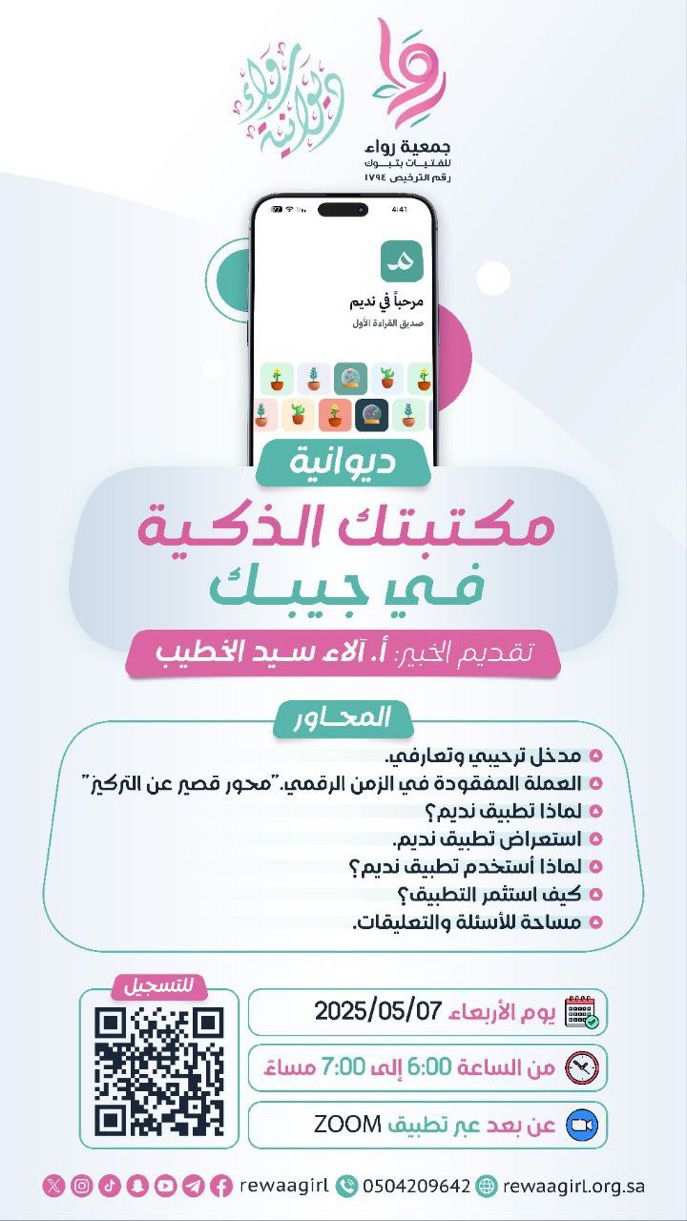 ديوانية رواء
رواء
جمعية رواء
للفتيات بتبوك
رقم الترخيص ١٧٩٤
4:41
77
مرحباً في نديم
صديق القراءة الأول
ديوانية
مكتبتك الذكية
في جيبك
تقديم الخبير: أ. آلاء سيد الخطيب
المحاور
مدخل ترحيبي وتعارفي.
العملة المفقودة في الزمن الرقمي."محور قصير عن التركيز"
لماذا تطبيق نديم؟
استعراض تطبيق نديم.
لماذا أستخدم تطبيق نديم؟
كيف استثمر التطبيق؟
مساحة للأسئلة والتعليقات.
للتسجيل
يوم الأربعاء 2025/05/07
من الساعة 6:00 إلى 7:00 مساءً
عن بعد عبر تطبيق ZOOM
rewaagirl 0504209642 rewaagirl.org.sa